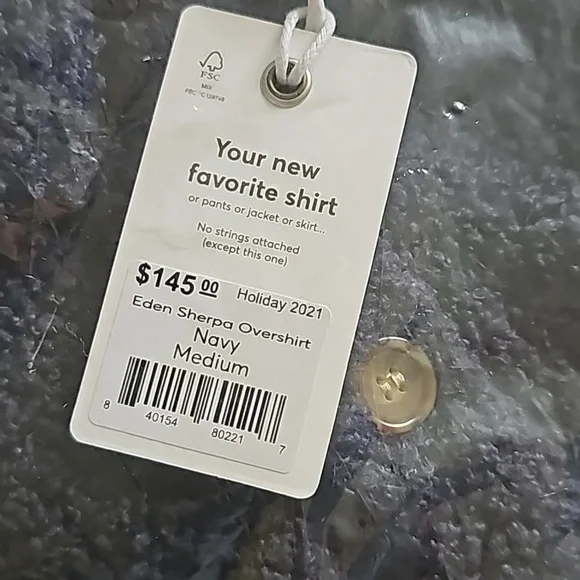 FSC
MIX
Your new
favorite shirt
or pants or jacket or skirt...
No strings attached
(except this one)
$145 00 Holiday 2021
Eden Sherpa Overshirt
Navy
Medium
8 40154 80221 7